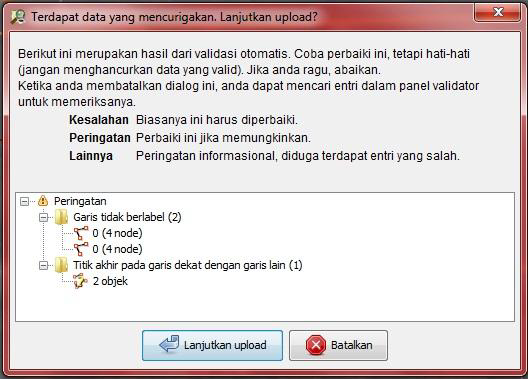 Terdapat data yang mencurigakan. Lanjutkan upload?
Berikut ini merupakan hasil dari validasi otomatis. Coba perbaiki ini, tetapi hati-hati
(jangan menghancurkan data yang valid). Jika anda ragu, abaikan.
Ketika anda membatalkan dialog ini, anda dapat mencari entri dalam panel validator
untuk memeriksanya.
Kesalahan Biasanya ini harus diperbaiki.
Peringatan Perbaiki ini jika memungkinkan.
Lainnya Peringatan informasional, diduga terdapat entri yang salah.
Peringatan
Garis tidak berlabel (2)
0 (4 node)
0 (4 node)
Titik akhir pada garis dekat dengan garis lain (1)
2 objek
Lanjutkan upload
Batalkan